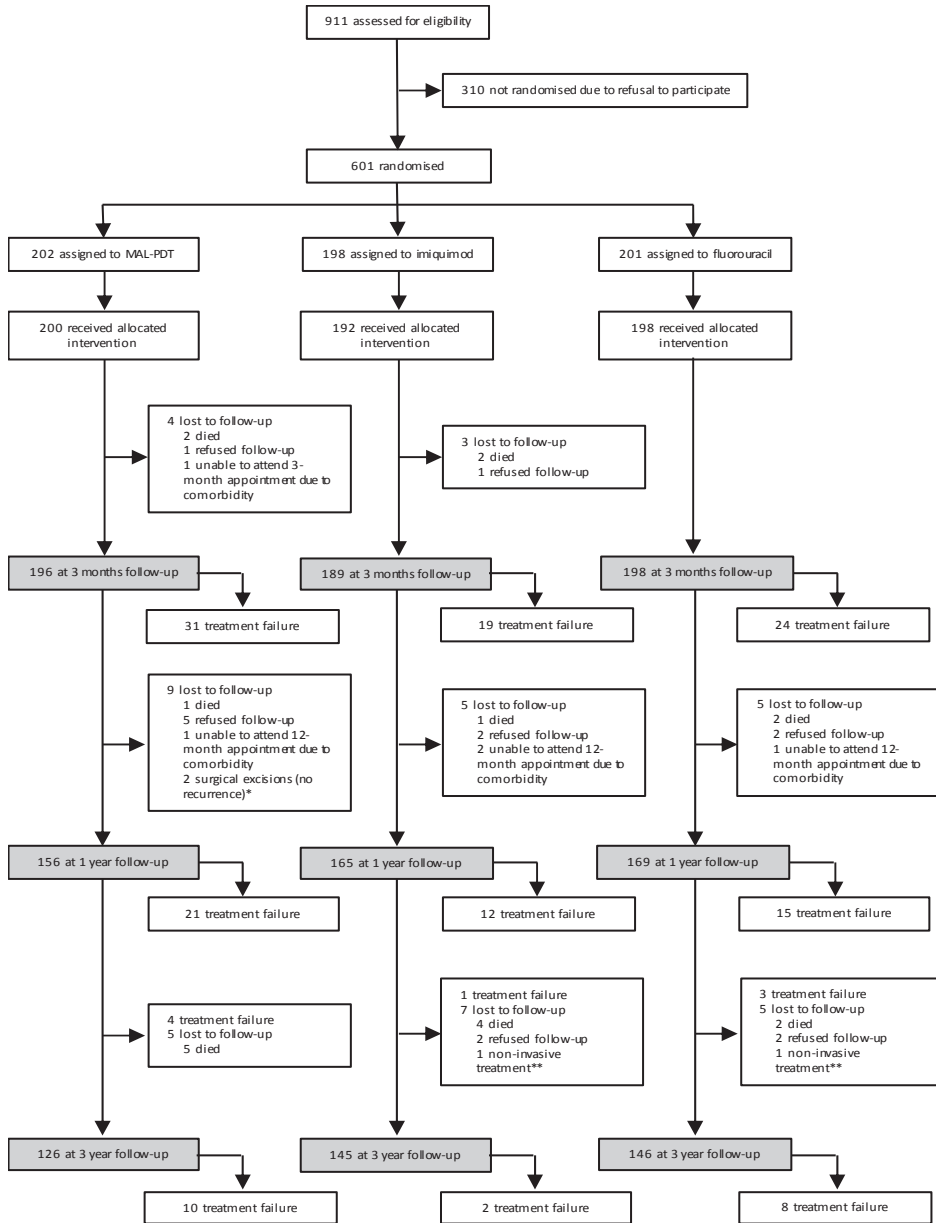 911 assessed for eligibility
310 not randomised due to refusal to participate
601 randomised
202 assigned to MAL-PDT
198 assigned to imiquimod
201 assigned to fluorouracil
200 received allocated
intervention
192 received allocated
intervention
198 received allocated
intervention
4 lost to follow-up
2 died
1 refused follow-up
1 unable to attend 3-
month appointment due to
comorbidity
3 lost to follow-up
2 died
1 refused follow-up
196 at 3 months follow-up
189 at 3 months follow-up
198 at 3 months follow-up
31 treatment failure
19 treatment failure
24 treatment failure
9 lost to follow-up
1 died
5 refused follow-up
1 unable to attend 12-
month appointment due to
comorbidity
2 surgical excisions (no
recurrence)*
5 lost to follow-up
1 died
2 refused follow-up
2 unable to attend 12-
month appointment due to
comorbidity
5 lost to follow-up
2 died
2 refused follow-up
1 unable to attend 12-
month appointment due to
comorbidity
156 at 1 year follow-up
165 at 1 year follow-up
169 at 1 year follow-up
21 treatment failure
12 treatment failure
15 treatment failure
4 treatment failure
5 lost to follow-up
5 died
1 treatment failure
7 lost to follow-up
4 died
2 refused follow-up
1 non-invasive
treatment**
3 treatment failure
5 lost to follow-up
2 died
2 refused follow-up
1 non-invasive
treatment**
126 at 3 year follow-up
145 at 3 year follow-up
146 at 3 year follow-up
10 treatment failure
2 treatment failure
8 treatment failure